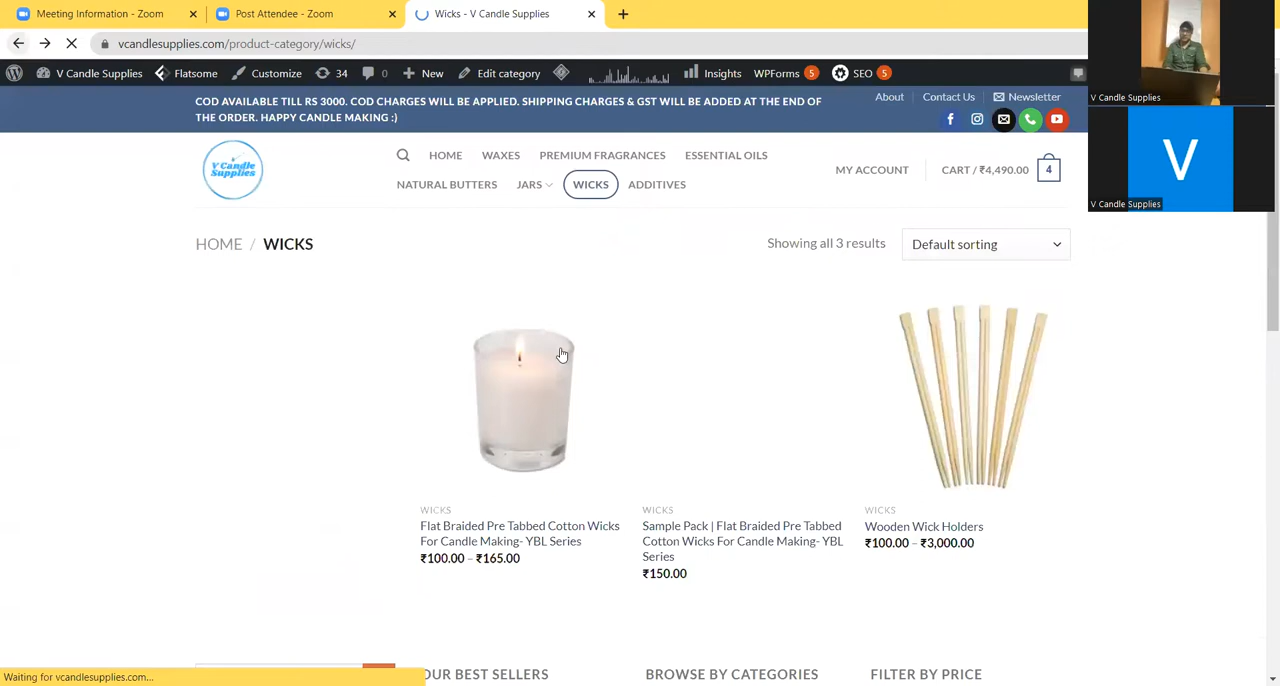 Meeting Information - Zoom
Post Attendee - Zoom
Wicks - V Candle Supplies
vcandlesupplies.com/product-category/wicks/
V Candle Supplies
Flatsome
Customize
34
0
New
Edit category
Insights
WPForms 5
SEO 5
V Candle Supplies
V
V Candle Supplies
COD AVAILABLE TILL RS 3000. COD CHARGES WILL BE APPLIED. SHIPPING CHARGES & GST WILL BE ADDED AT THE END OF
THE ORDER. HAPPY CANDLE MAKING :)
About
Contact Us
Newsletter
V Candle
Supplies
HOME
WAXES
PREMIUM FRAGRANCES
ESSENTIAL OILS
NATURAL BUTTERS
JARS
WICKS
ADDITIVES
MY ACCOUNT
CART / ₹4,490.00
4
HOME / WICKS
Showing all 3 results
Default sorting
WICKS
Flat Braided Pre Tabbed Cotton Wicks
For Candle Making- YBL Series
₹100.00 – ₹165.00
WICKS
Sample Pack | Flat Braided Pre Tabbed
Cotton Wicks For Candle Making- YBL
Series
₹150.00
WICKS
Wooden Wick Holders
₹100.00 – ₹3,000.00
OUR BEST SELLERS
BROWSE BY CATEGORIES
FILTER BY PRICE
Waiting for vcandlesupplies.com...